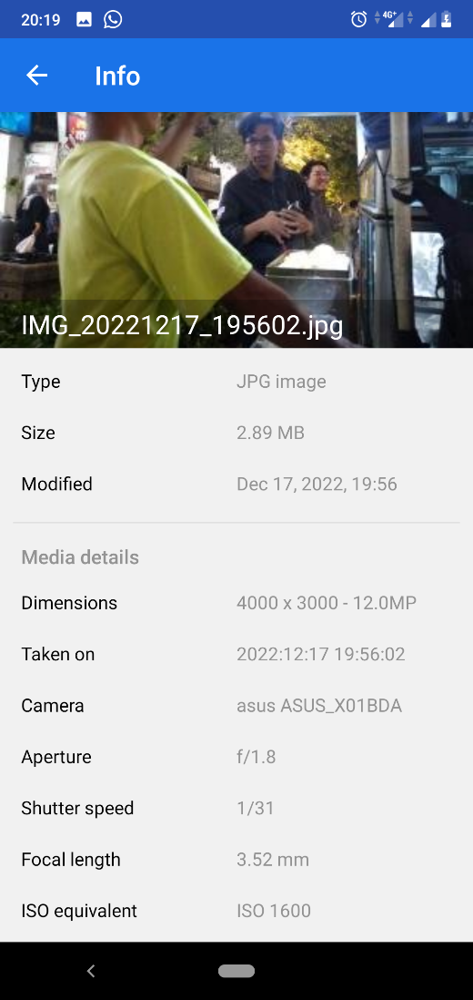 20:19
4G+
Info
IMG_20221217_195602.jpg
Type JPG image
Size 2.89 MB
Modified Dec 17, 2022, 19:56
Media details
Dimensions 4000 x 3000 - 12.0MP
Taken on 2022:12:17 19:56:02
Camera asus ASUS_X01BDA
Aperture f/1.8
Shutter speed 1/31
Focal length 3.52 mm
ISO equivalent ISO 1600